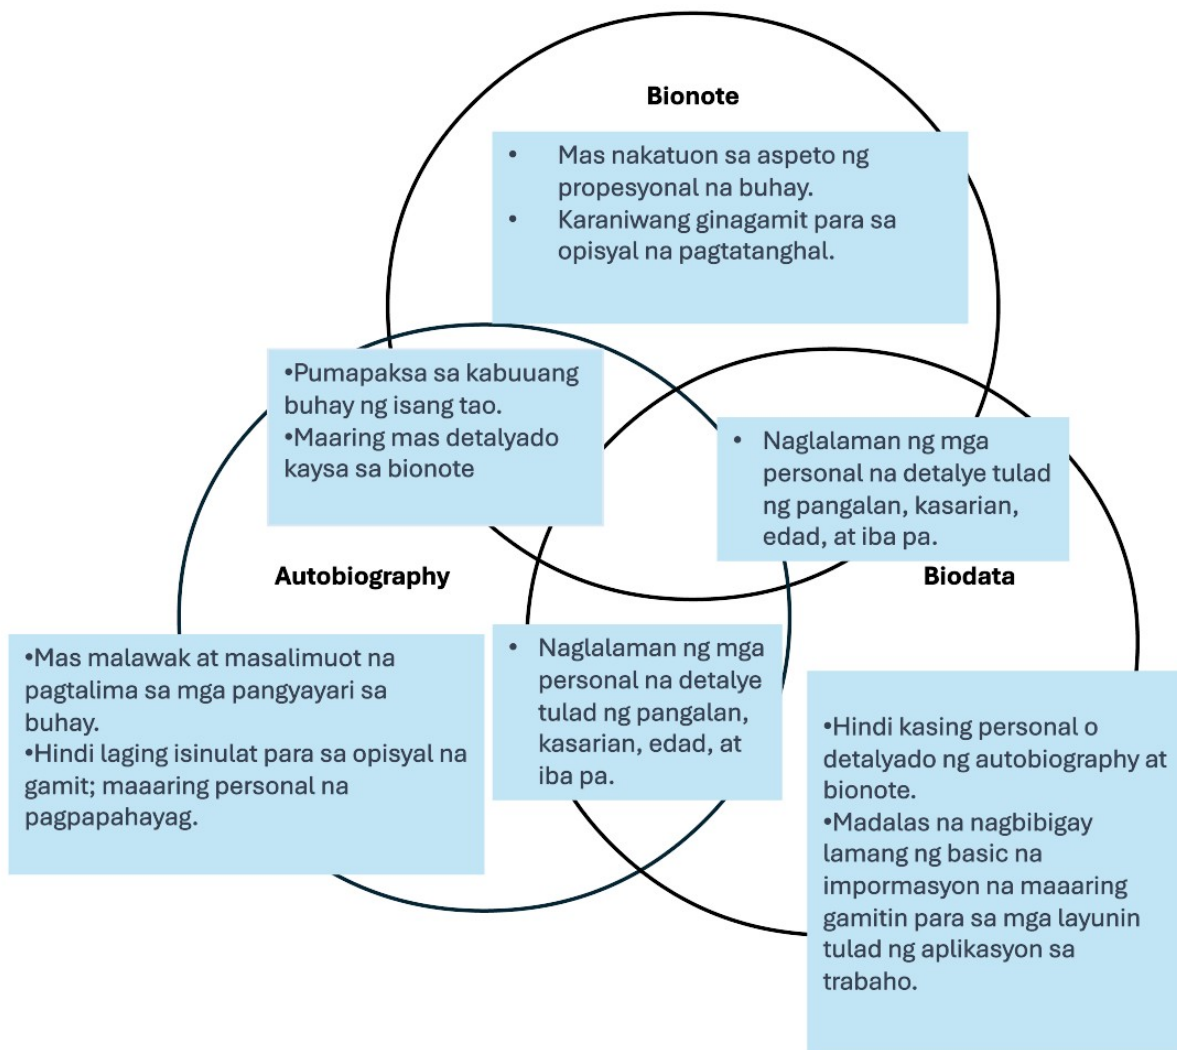 Bionote
• Mas nakatuon sa aspeto ng
propesyonal na buhay.
• Karaniwang ginagamit para sa
opisyal na pagtatanghal.
•Pumapaksa sa kabuuang
buhay ng isang tao.
•Maaring mas detalyado
kaysa sa bionote
• Naglalaman ng mga
personal na detalye tulad
ng pangalan, kasarian,
edad, at iba pa.
Autobiography
Biodata
•Mas malawak at masalimuot na
pagtalima sa mga pangyayari sa
buhay.
•Hindi laging isinulat para sa opisyal na
gamit; maaaring personal na
pagpapahayag.
• Naglalaman ng mga
personal na detalye
tulad ng pangalan,
kasarian, edad, at
iba pa.
•Hindi kasing personal o
detalyado ng autobiography at
bionote.
•Madalas na nagbibigay
lamang ng basic na
impormasyon na maaaring
gamitin para sa mga layunin
tulad ng aplikasyon sa
trabaho.